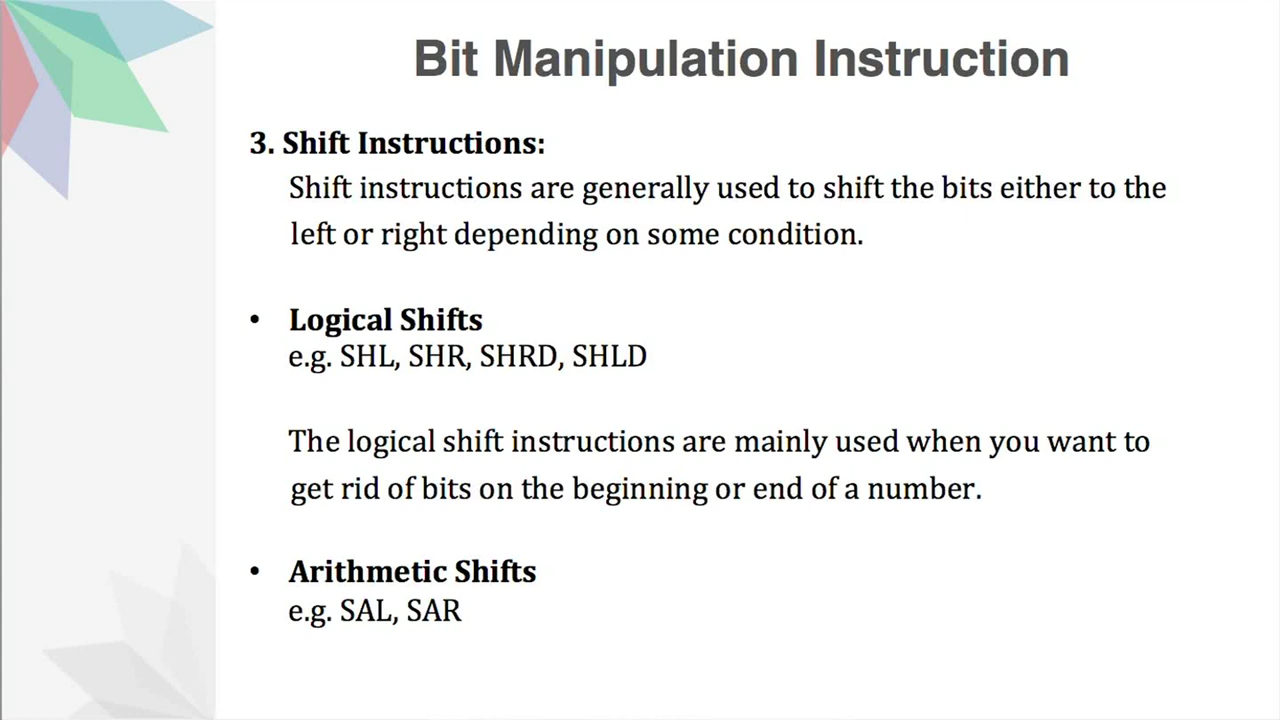 Bit Manipulation Instruction
3. Shift Instructions:
Shift instructions are generally used to shift the bits either to the
left or right depending on some condition.
• Logical Shifts
e.g. SHL, SHR, SHRD, SHLD
The logical shift instructions are mainly used when you want to
get rid of bits on the beginning or end of a number.
• Arithmetic Shifts
e.g. SAL, SAR